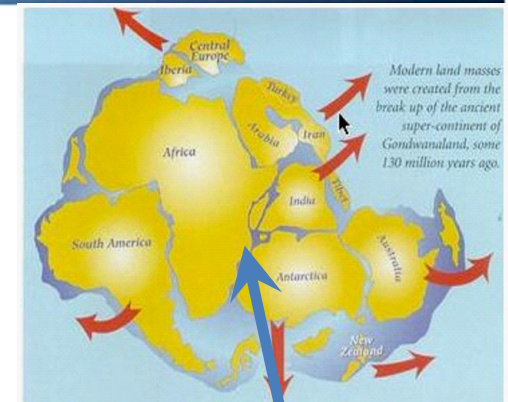 Central
Europe
Iberia
Turkey
Arabia
Iran
Modern land masses
were created from the
break up of the ancient
super-continent of
Gondwanaland, some
130 million years ago.
Africa
Tibet
India
South America
Australia
Antarctica
New
Zealand